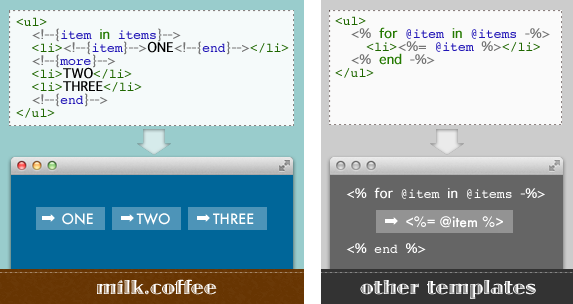 <ul>
<!--{item in items}-->
<li><!--{item}-->ONE<!--{end}--></li>
<!--{more}-->
<li>TWO</li>
<li>THREE</li>
<!--{end}-->
</ul>
➡ ONE ➡ TWO ➡ THREE
milk.coffee
<ul>
<% for @item in @items -%>
<li><%= @item %></li>
<% end -%>
</ul>
<% for @item in @items -%>
➡ <%= @item %>
<% end %>
other templates